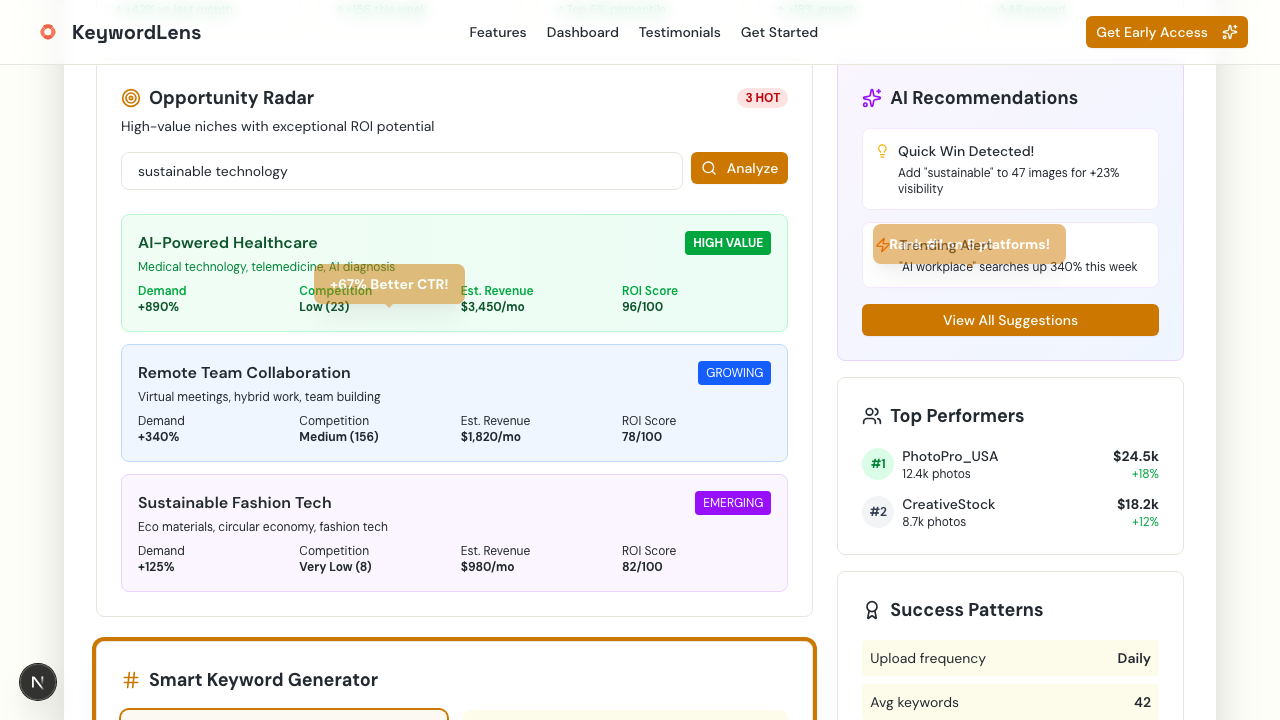 KeywordLens
Features
Dashboard
Testimonials
Get Started
Get Early Access
Opportunity Radar
3 HOT
High-value niches with exceptional ROI potential
sustainable technology
Analyze
AI-Powered Healthcare
HIGH VALUE
Medical technology, telemedicine, AI diagnosis
+67% Better CTR!
Demand
Competition
Est. Revenue
ROI Score
+890%
Low (23)
$3,450/mo
96/100
Remote Team Collaboration
GROWING
Virtual meetings, hybrid work, team building
Demand
Competition
Est. Revenue
ROI Score
+340%
Medium (156)
$1,820/mo
78/100
Sustainable Fashion Tech
EMERGING
Eco materials, circular economy, fashion tech
Demand
Competition
Est. Revenue
ROI Score
+125%
Very Low (8)
$980/mo
82/100
Smart Keyword Generator
AI Recommendations
Quick Win Detected!
Add "sustainable" to 47 images for +23%
visibility
Trending Alert
platforms!
"AI workplace" searches up 340% this week
View All Suggestions
Top Performers
#1
PhotoPro_USA
$24.5k
12.4k photos
+18%
#2
CreativeStock
$18.2k
8.7k photos
+12%
Success Patterns
Upload frequency
Daily
Avg keywords
42
N